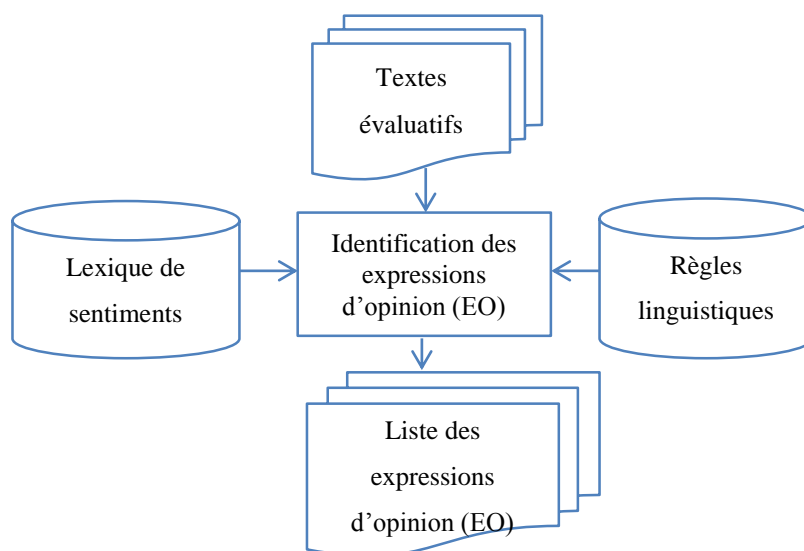 Textes
évaluatifs
Lexique de
sentiments
Identification des
expressions
d’opinion (EO)
Règles
linguistiques
Liste des
expressions
d’opinion (EO)